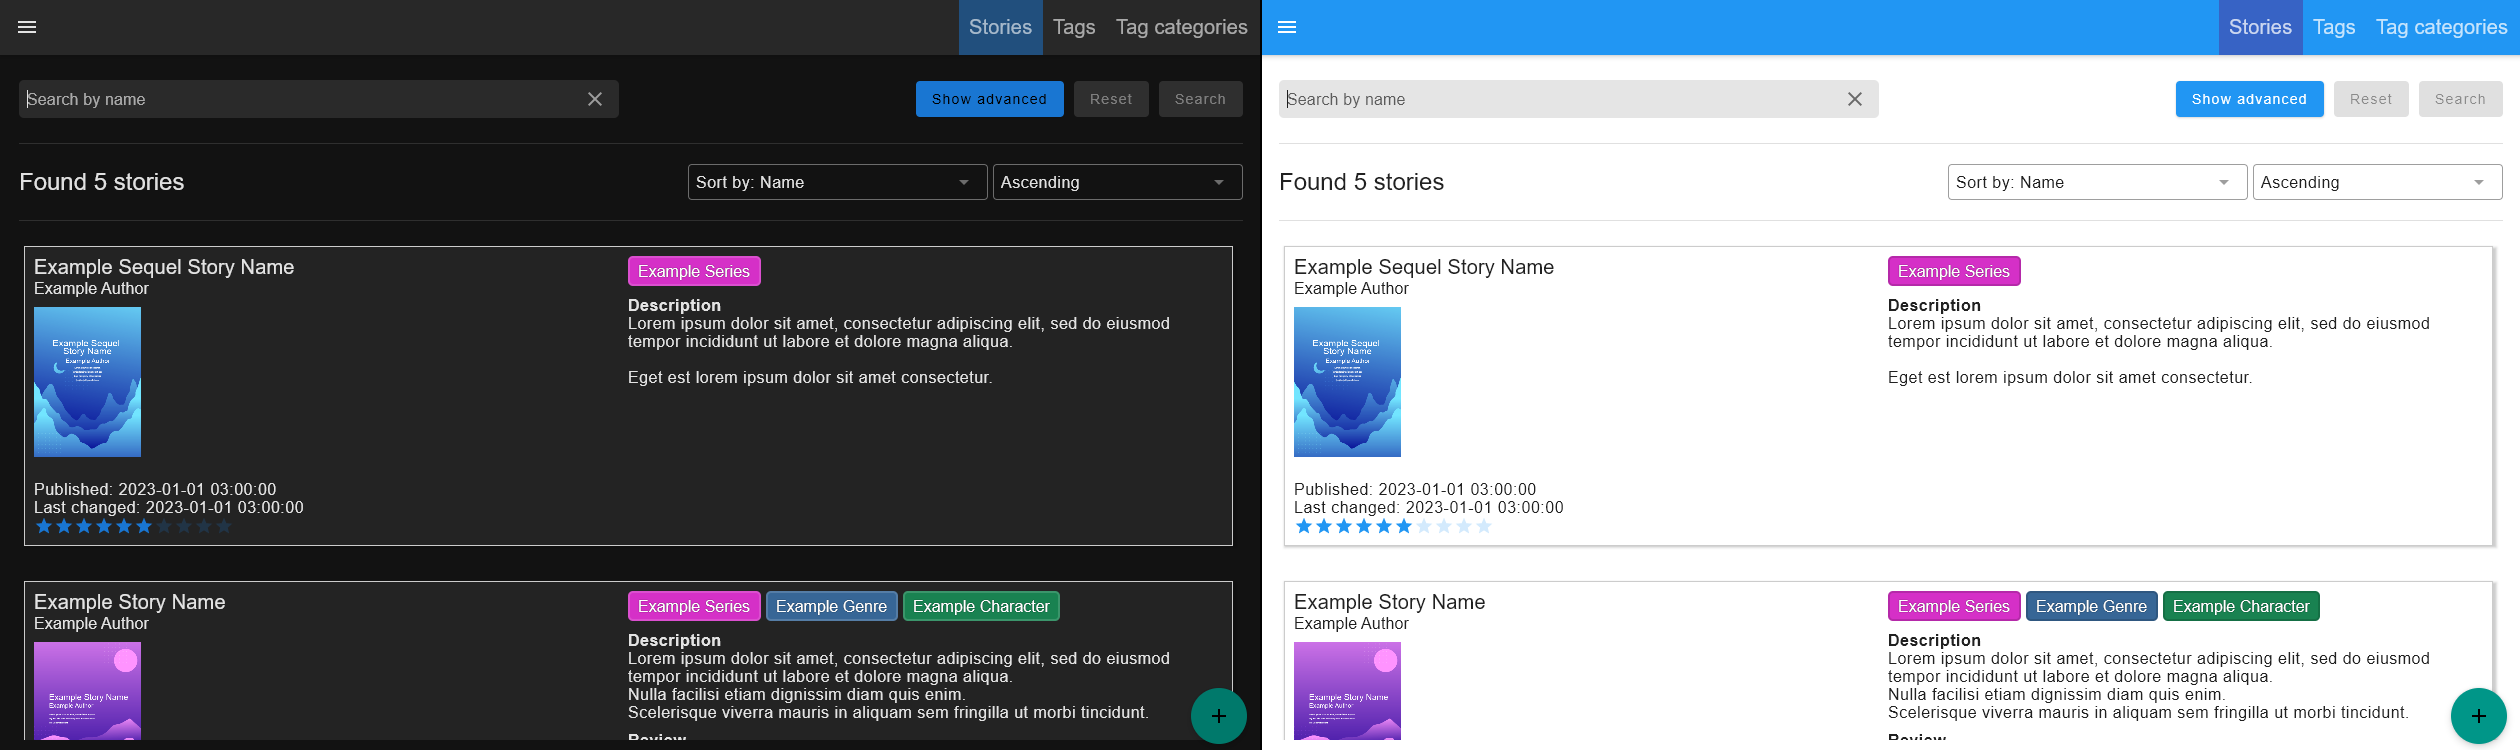 Stories Tags Tag categories
Search by name
Show advanced Reset Search
Found 5 stories
Sort by: Name
Ascending
Example Sequel Story Name
Example Author
Example Sequel
Story Name
Example Author
Published: 2023-01-01 03:00:00
Last changed: 2023-01-01 03:00:00
Example Series
Description
Lorem ipsum dolor sit amet, consectetur adipiscing elit, sed do eiusmod
tempor incididunt ut labore et dolore magna aliqua.
Eget est lorem ipsum dolor sit amet consectetur.
Example Story Name
Example Author
Example Story Name
Example Author
Example Series Example Genre Example Character
Description
Lorem ipsum dolor sit amet, consectetur adipiscing elit, sed do eiusmod
tempor incididunt ut labore et dolore magna aliqua.
Nulla facilisi etiam dignissim diam quis enim.
Scelerisque viverra mauris in aliquam sem fringilla ut morbi tincidunt.
Review
Stories Tags Tag categories
Search by name
Show advanced Reset Search
Found 5 stories
Sort by: Name
Ascending
Example Sequel Story Name
Example Author
Example Sequel
Story Name
Example Author
Published: 2023-01-01 03:00:00
Last changed: 2023-01-01 03:00:00
Example Series
Description
Lorem ipsum dolor sit amet, consectetur adipiscing elit, sed do eiusmod
tempor incididunt ut labore et dolore magna aliqua.
Eget est lorem ipsum dolor sit amet consectetur.
Example Story Name
Example Author
Example Story Name
Example Author
Example Series Example Genre Example Character
Description
Lorem ipsum dolor sit amet, consectetur adipiscing elit, sed do eiusmod
tempor incididunt ut labore et dolore magna aliqua.
Nulla facilisi etiam dignissim diam quis enim.
Scelerisque viverra mauris in aliquam sem fringilla ut morbi tincidunt.
Review